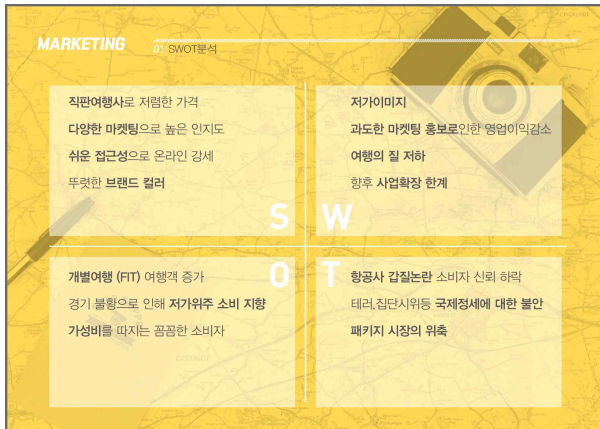 MARKETING
01 SWOT분석
직판여행사로 저렴한 가격
다양한 마켓팅으로 높은 인지도
쉬운 접근성으로 온라인 강세
뚜렷한 브랜드 컬러
S
저가이미지
과도한 마켓팅 홍보로인한 영업이익감소
여행의 질 저하
향후 사업확장 한계
W
개별여행 (FIT) 여행객 증가
경기 불황으로 인해 저가위주 소비 지향
가성비를 따지는 꼼꼼한 소비자
O
항공사 갑질논란 소비자 신뢰 하락
테러,집단시위등 국제정세에 대한 불안
패키지 시장의 위축
T